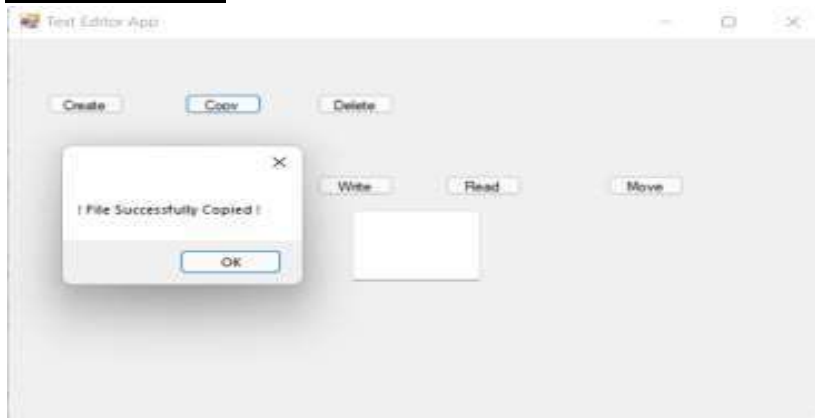 Text Editor App
Create Copy Delete
Write Read Move
! File Successfully Copied !
OK